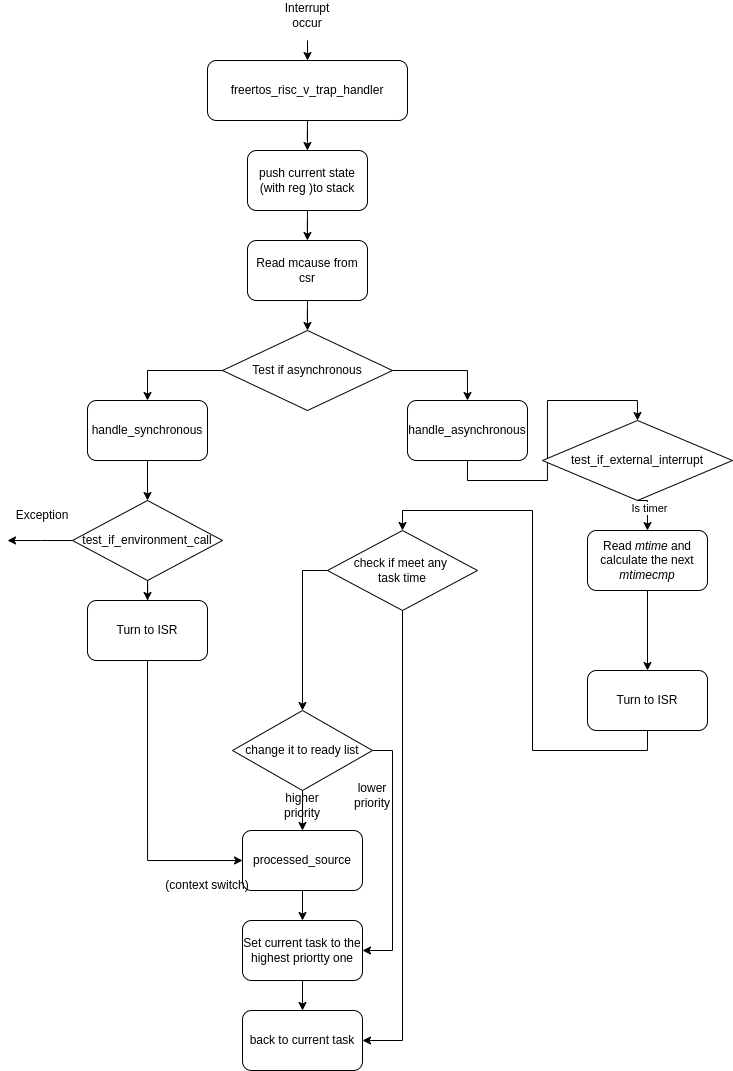 Interrupt
occur
freertos_risc_v_trap_handler
push current state
(with reg )to stack
Read mcause from
csr
Test if asynchronous
handle_synchronous
handle_asynchronous
test_if_external_interrupt
Is timer
Exception
test_if_environment_call
check if meet any
task time
Read mtime and
calculate the next
mtimecmp
Turn to ISR
Turn to ISR
change it to ready list
higher
priority
lower
priority
processed_source
(context switch)
Set current task to the
highest priortty one
back to current task